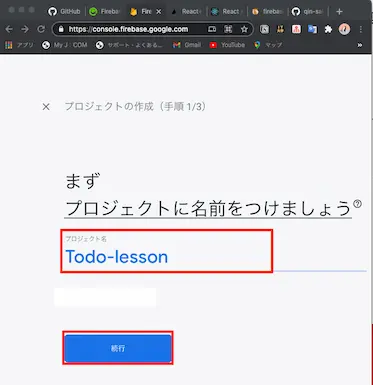 GitHub
Firebase
Fire
React
React
firebase
qin-sal
https://console.firebase.google.com
アプリ
My J:COM
サポート - よくある...
Gmail
YouTube
マップ
プロジェクトの作成（手順 1/3）
まず
プロジェクトに名前をつけましょう
プロジェクト名
Todo-lesson
続行